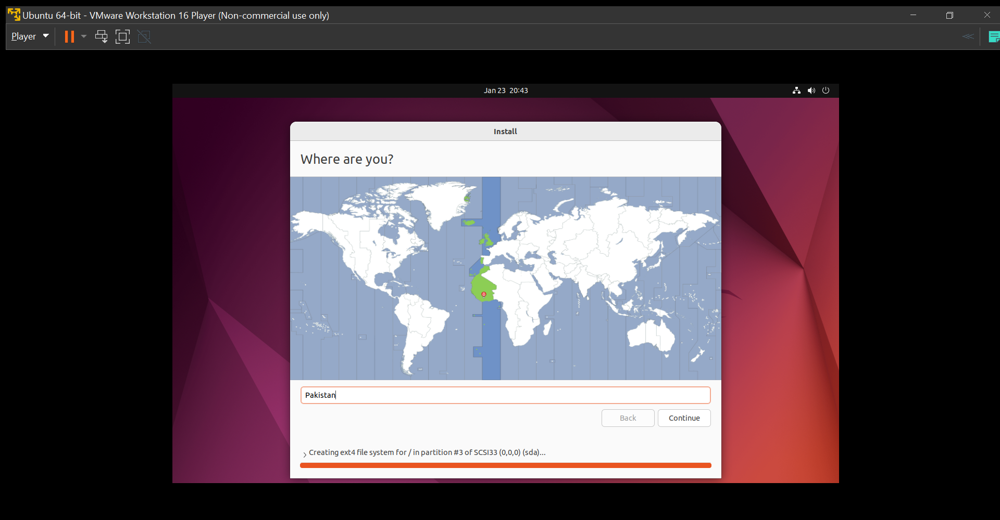 Ubuntu 64-bit - VMware Workstation 16 Player (Non-commercial use only)
Player
Jan 23 20:43
Install
Where are you?
Pakistan
Back
Continue
Creating ext4 file system for / in partition #3 of SCSI33 (0,0,0) (sda)...